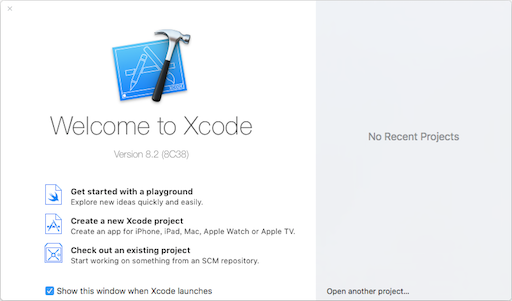 Welcome to Xcode
Version 8.2 (8C38)
Get started with a playground
Explore new ideas quickly and easily.
Create a new Xcode project
Create an app for iPhone, iPad, Mac, Apple Watch or Apple TV.
Check out an existing project
Start working on something from an SCM repository.
Show this window when Xcode launches
No Recent Projects
Open another project...